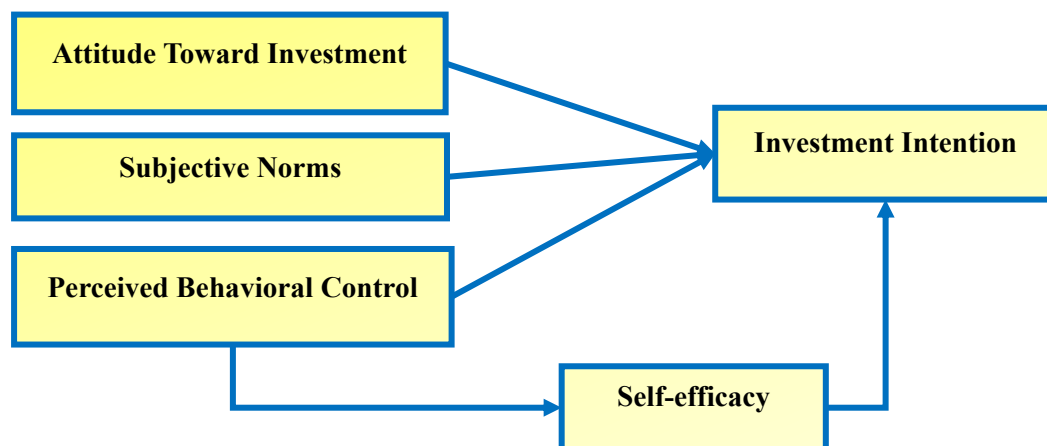 Attitude Toward Investment
Subjective Norms
Investment Intention
Perceived Behavioral Control
Self-efficacy